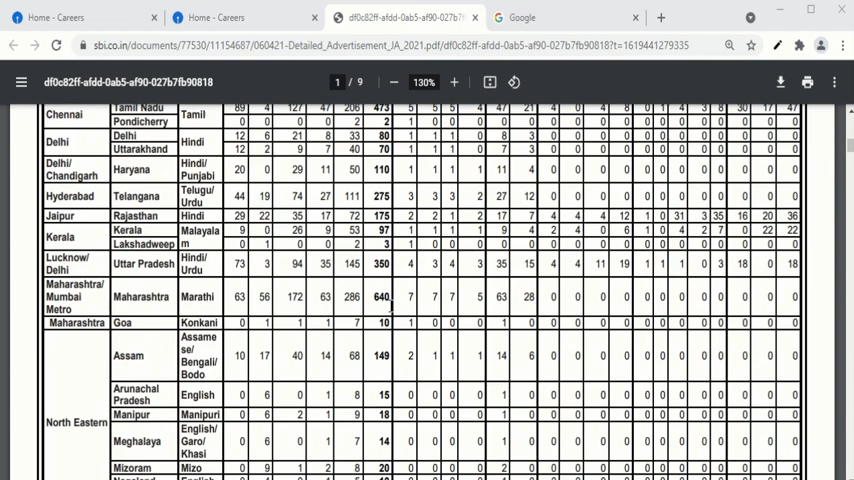 Home - Careers
Home - Careers
df0c82ff-afdd-0ab5-af90-027b7f
Google
sbi.co.in/documents/77530/11154687/060421-Detailed_Advertisement_JA_2021.pdf/df0c82ff-afdd-0ab5-af90-027b7fb90818?t=1619441279335
df0c82ff-afdd-0ab5-af90-027b7fb90818
1 / 9
130%
Chennai Tamil Nadu Tamil 89 4 127 47 206 473 5 5 5 4 47 21 4 0 4 8 0 1 4 3 8 30 17 47
Pondicherry 0 0 0 0 2 2 1 0 0 0 0 0 0 0 0 0 0 0 0 0 0 0 0 0
Delhi Delhi Hindi 12 6 21 8 33 80 1 1 1 0 8 3 0 0 0 0 0 0 0 0 0 0 0 0
Uttarakhand 12 2 9 7 40 70 1 1 1 0 7 3 0 0 0 0 0 0 0 0 0 0 0 0
Delhi/ Chandigarh Haryana Hindi/ Punjabi 20 0 29 11 50 110 1 1 1 1 11 4 0 0 0 0 0 0 0 0 0 0 0 0
Hyderabad Telangana Telugu/ Urdu 44 19 74 27 111 275 3 3 3 2 27 12 0 0 0 0 0 0 0 0 0 0 0 0
Jaipur Rajasthan Hindi 29 22 35 17 72 175 2 2 1 2 17 7 4 4 4 12 1 0 31 3 35 16 20 36
Kerala Kerala Malayala m 9 0 26 9 53 97 1 1 1 1 9 4 2 4 0 6 1 0 4 2 7 0 22 22
Lakshadweep 0 1 0 0 2 3 1 0 0 0 0 0 0 0 0 0 0 0 0 0 0 0 0 0
Lucknow/ Delhi Uttar Pradesh Hindi/ Urdu 73 3 94 35 145 350 4 3 4 3 35 15 4 4 11 19 1 1 1 0 3 18 0 18
Maharashtra/ Mumbai Metro Maharashtra Marathi 63 56 172 63 286 640 7 7 7 5 63 28 0 0 0 0 0 0 0 0 0 0 0 0
Maharashtra Goa Konkani 0 1 1 1 7 10 1 0 0 0 1 0 0 0 0 0 0 0 0 0 0 0 0 0
North Eastern Assam Assame se/ Bengali/ Bodo 10 17 40 14 68 149 2 1 1 1 14 6 0 0 0 0 0 0 0 0 0 0 0 0
Arunachal Pradesh English 0 6 0 1 8 15 0 0 0 0 1 0 0 0 0 0 0 0 0 0 0 0 0 0
Manipur Manipuri 0 6 2 1 9 18 0 0 0 0 1 0 0 0 0 0 0 0 0 0 0 0 0 0
Meghalaya English/ Garo/ Khasi 0 6 0 1 7 14 0 0 0 0 1 0 0 0 0 0 0 0 0 0 0 0 0 0
Mizoram Mizo 0 9 1 2 8 20 0 0 0 0 2 0 0 0 0 0 0 0 0 0 0 0 0 0